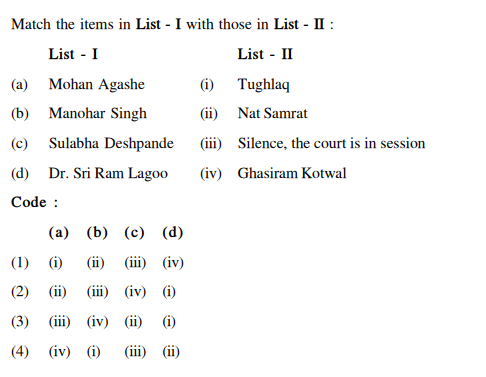 Match the items in List - I with those in List - II :
List - I List - II
(a) Mohan Agashe (i) Tughlaq
(b) Manohar Singh (ii) Nat Samrat
(c) Sulabha Deshpande (iii) Silence, the court is in session
(d) Dr. Sri Ram Lagoo (iv) Ghasiram Kotwal
Code :
(a) (b) (c) (d)
(1) (i) (ii) (iii) (iv)
(2) (ii) (iii) (iv) (i)
(3) (iii) (iv) (ii) (i)
(4) (iv) (i) (iii) (ii)